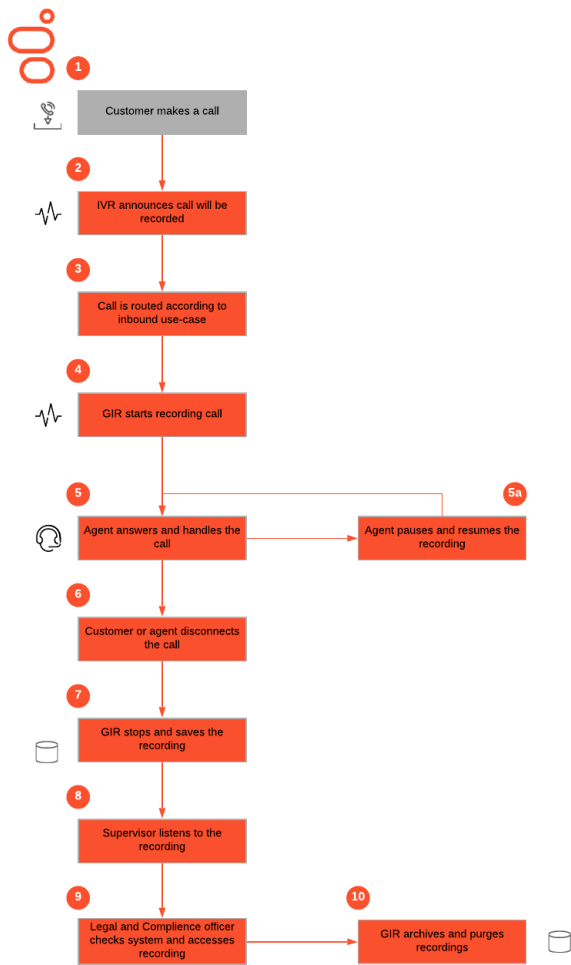 1
Customer makes a call
2
IVR announces call will be
recorded
3
Call is routed according to
inbound use-case
4
GIR starts recording call
5
5a
Agent answers and handles the
call
Agent pauses and resumes the
recording
6
Customer or agent disconnects
the call
7
GIR stops and saves the
recording
8
Supervisor listens to the
recording
9
10
Legal and Complience officer
checks system and accesses
recording
GIR archives and purges
recordings